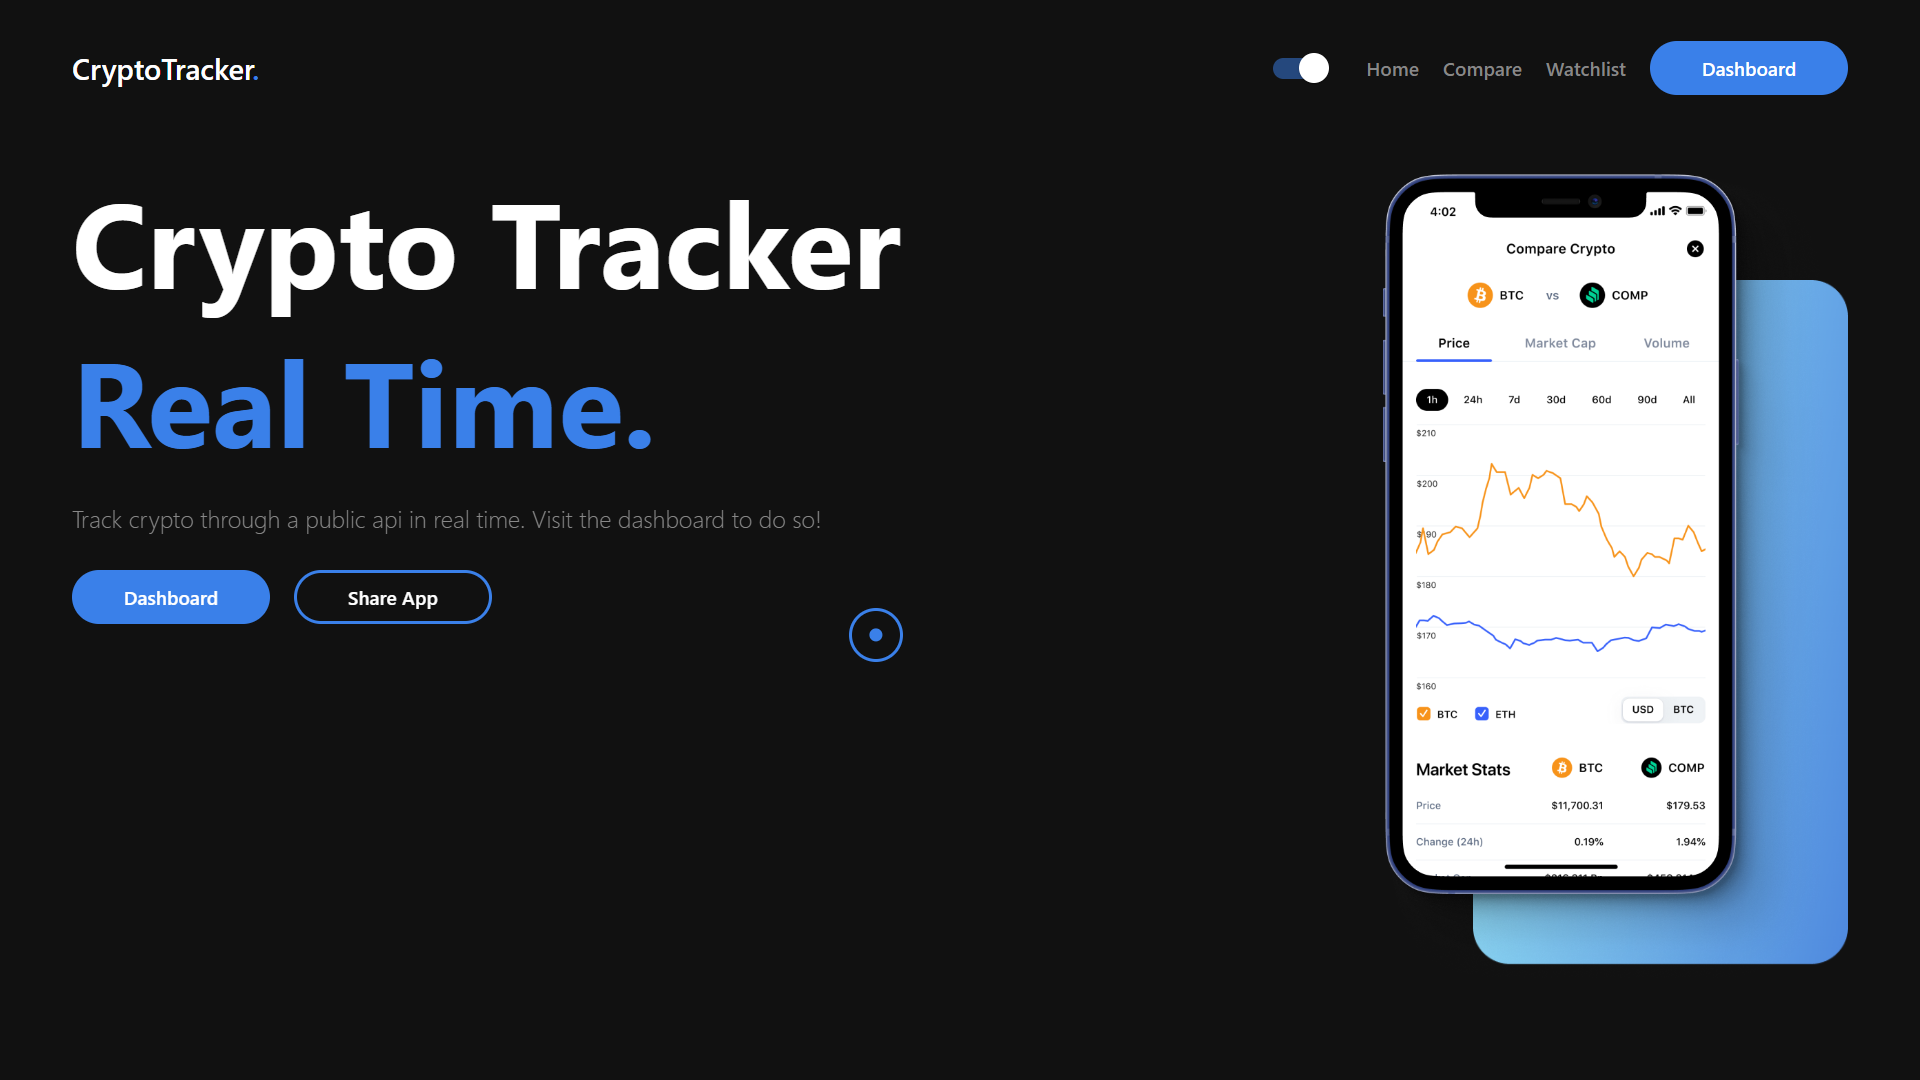 CryptoTracker.
Home Compare Watchlist Dashboard
Crypto Tracker
Real Time.
Track crypto through a public api in real time. Visit the dashboard to do so!
Dashboard Share App
4:02
Compare Crypto
BTC vs COMP
Price Market Cap Volume
1h 24h 7d 30d 60d 90d All
$210
$200
$190
$180
$170
$160
BTC ETH USD BTC
Market Stats BTC COMP
Price $11,700.31 $179.53
Change (24h) 0.19% 1.94%